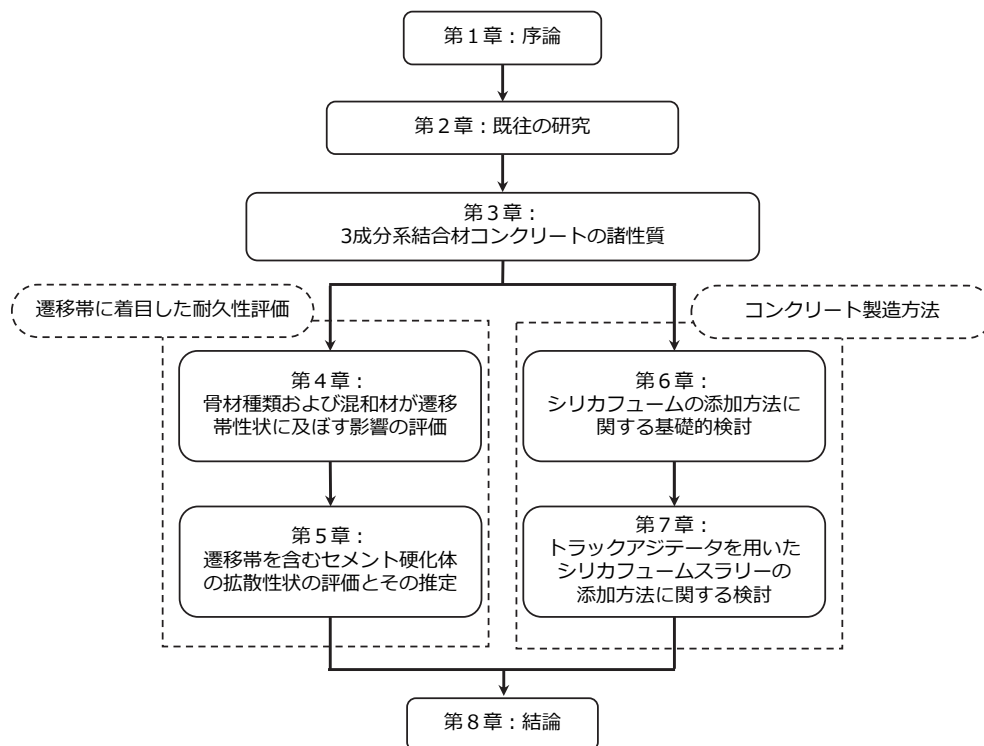 第１章：序論
第２章：既往の研究
第３章：
3成分系結合材コンクリートの諸性質
遷移帯に着目した耐久性評価
第４章：
骨材種類および混和材が遷移
帯性状に及ぼす影響の評価
第５章：
遷移帯を含むセメント硬化体
の拡散性状の評価とその推定
コンクリート製造方法
第６章：
シリカフュームの添加方法に
関する基礎的検討
第７章：
トラックアジテータを用いた
シリカフュームスラリーの
添加方法に関する検討
第８章：結論